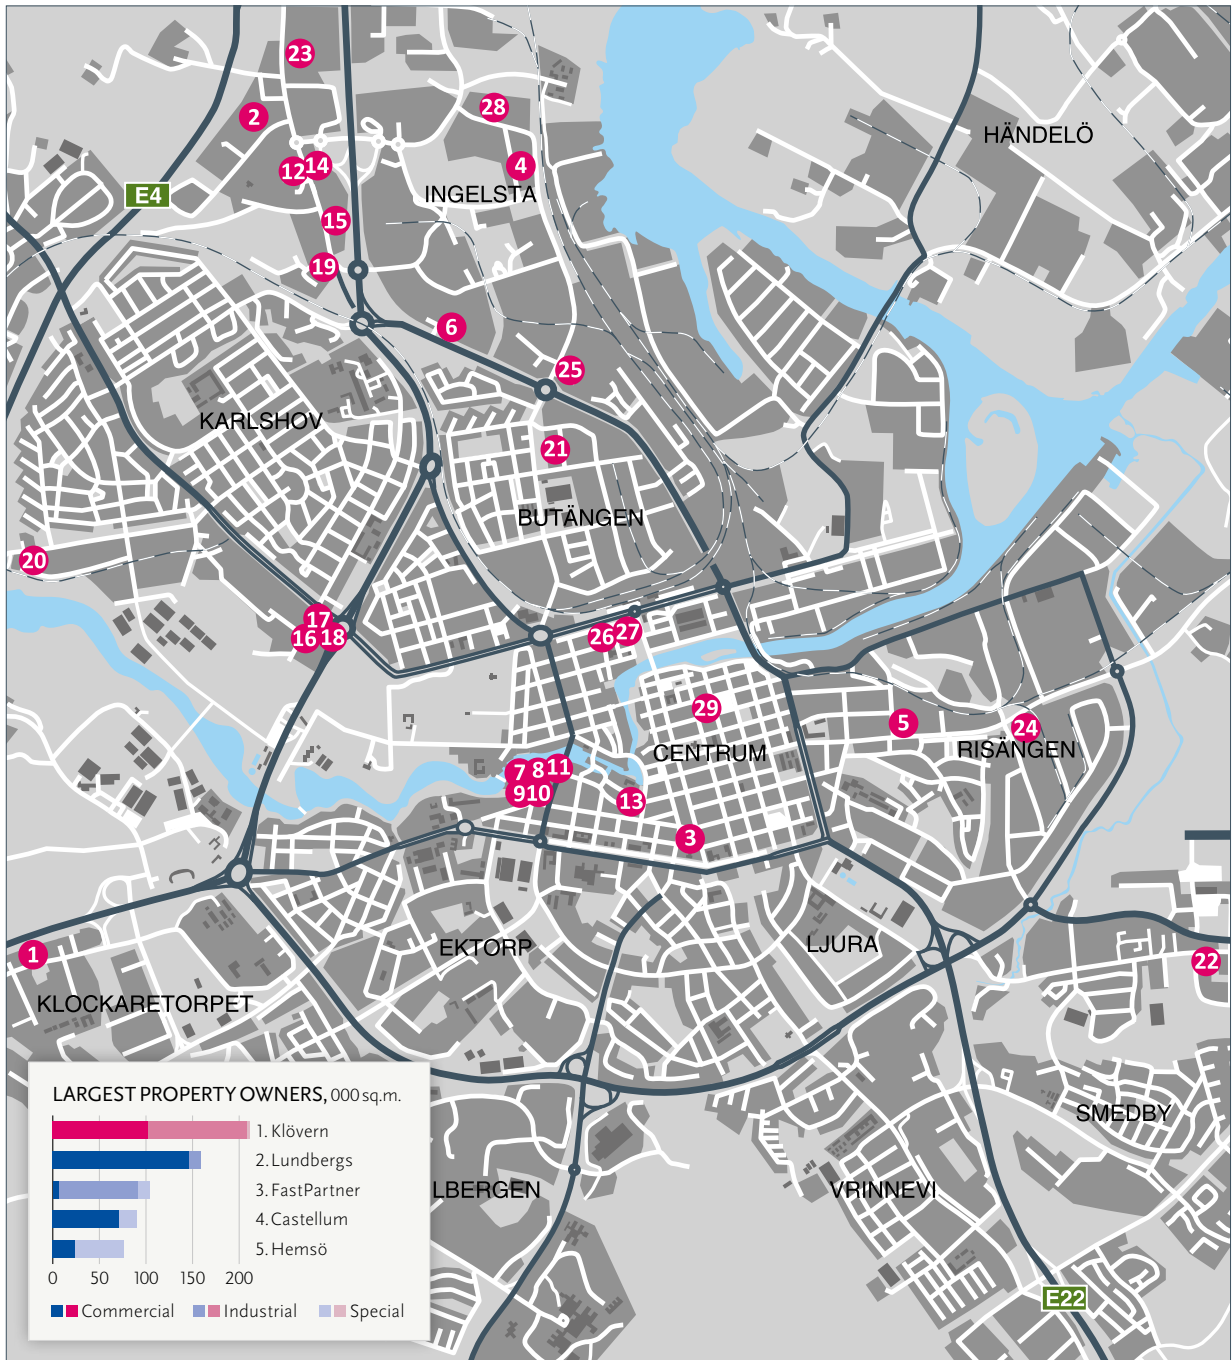 23
2
28
HÄNDELÖ
12
14
4
E4
INGELSTA
15
19
6
25
KARLSHOV
21
BUTÄNGEN
20
17
16
18
26
27
29
5
24
CENTRUM
RISÄNGEN
7
8
11
9
10
13
3
EKTORP
LJURA
1
22
KLOCKARETORPET
LARGEST PROPERTY OWNERS, 000 sq.m.
1. Klövern
2. Lundbergs
3. FastPartner
4. Castellum
5. Hemsö
0 50 100 150 200
Commercial Industrial Special
SMEDBY
LBERGEN
VRINNEVI
E22